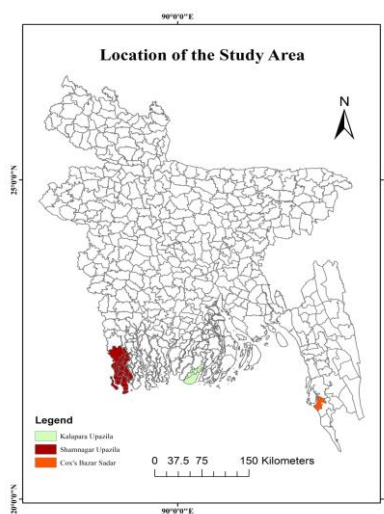 90°0'0"E
Location of the Study Area
N
25°0'0"N
Legend
Kalapara Upazila
Shamnagar Upazila
Cox's Bazar Sadar
0 37.5 75 150 Kilometers
20°0'0"N
90°0'0"E